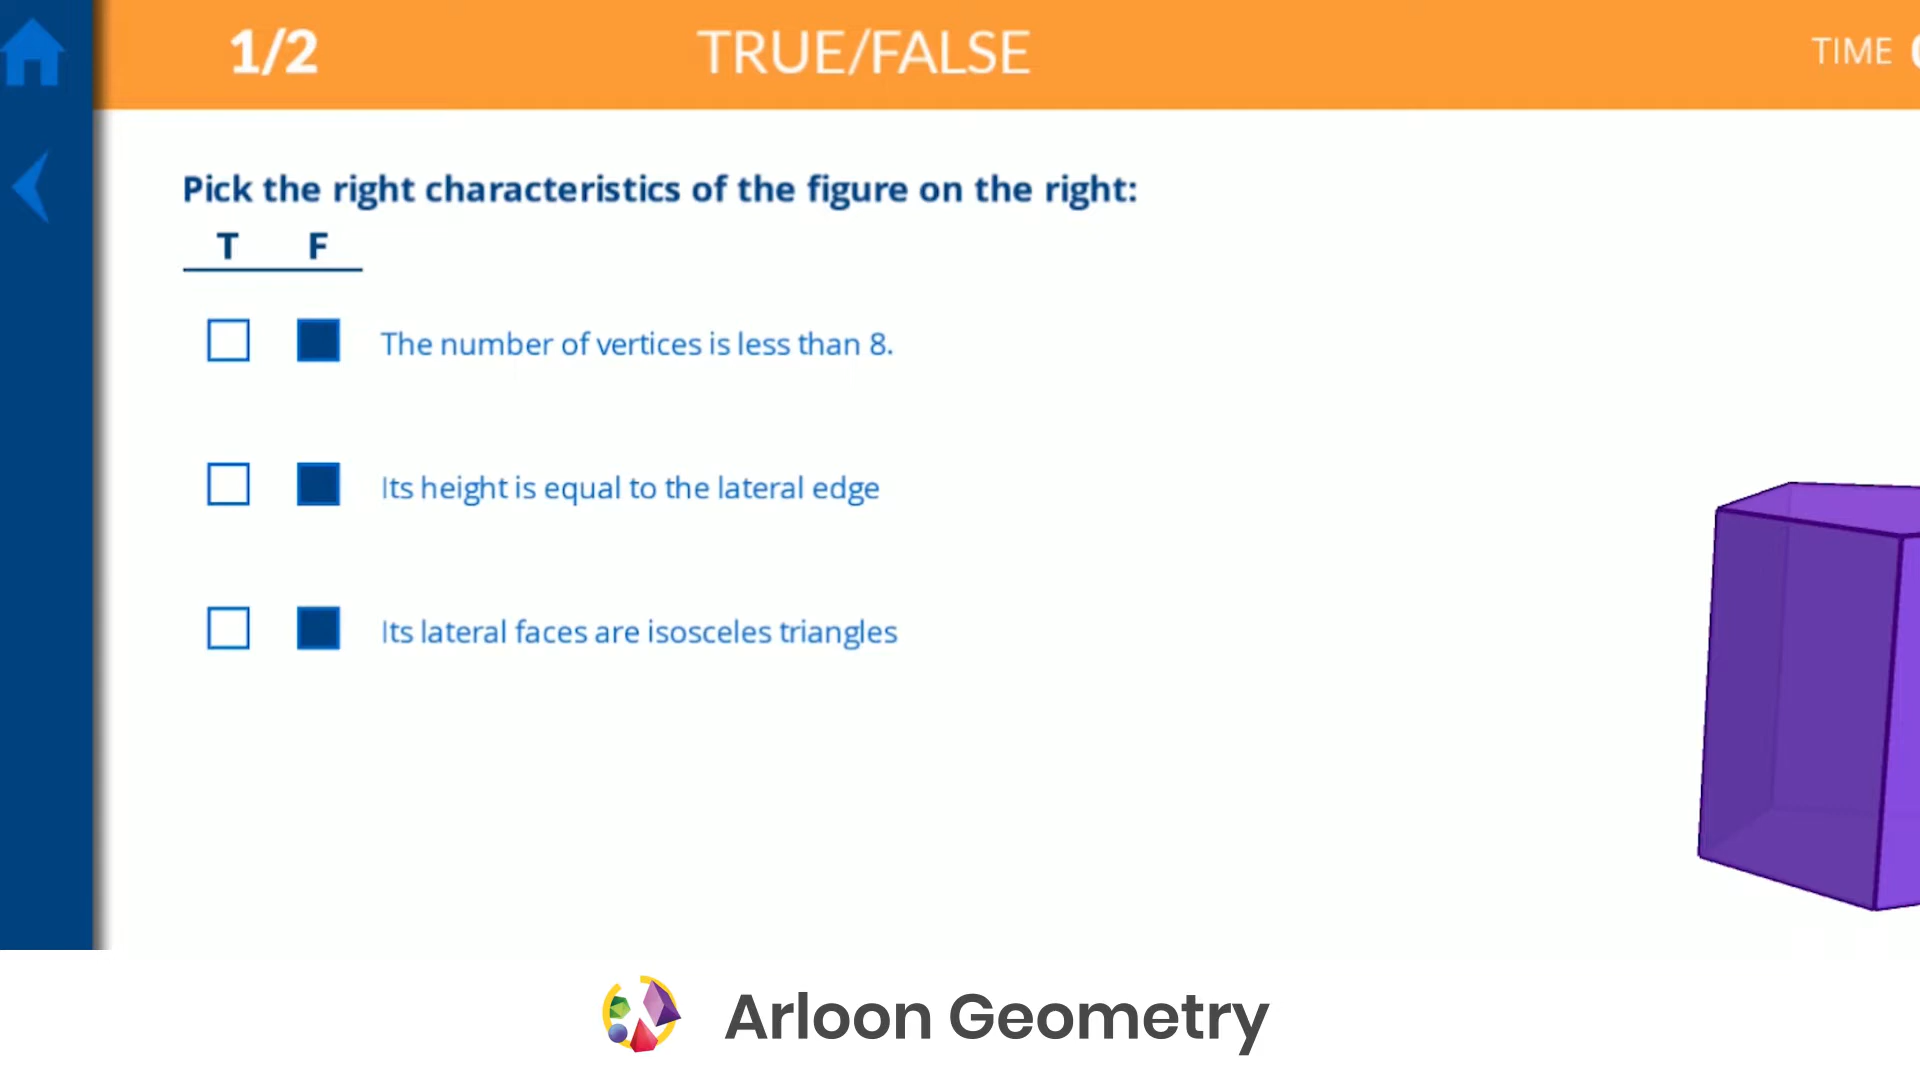 1/2 TRUE/FALSE TIME
Pick the right characteristics of the figure on the right:
T F
The number of vertices is less than 8.
Its height is equal to the lateral edge
Its lateral faces are isosceles triangles
Arloon Geometry